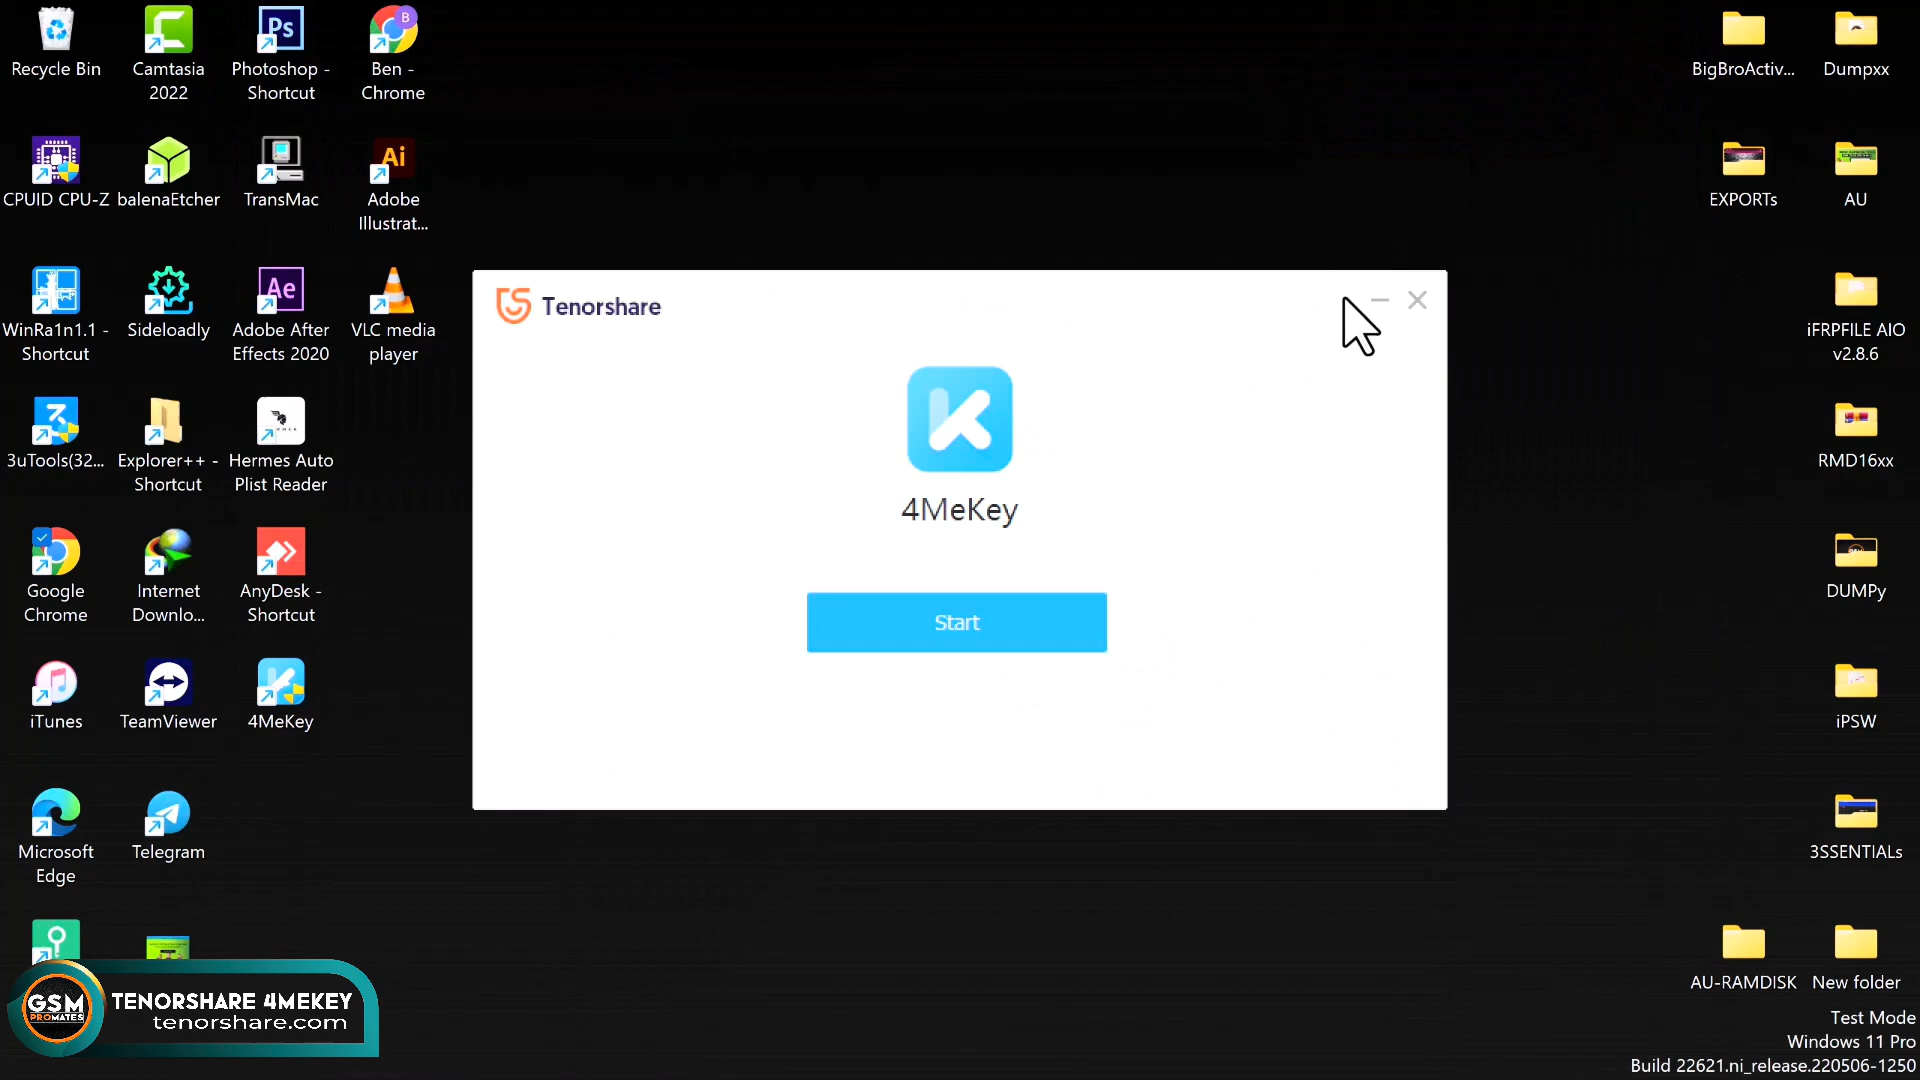 Recycle Bin
Camtasia
2022
Ps
Photoshop -
Shortcut
B
Ben -
Chrome
CPUID CPU-Z
balenaEtcher
TransMac
Ai
Adobe
Illustrat...
WinRa1n1.1 -
Shortcut
Sideloadly
Ae
Adobe After
Effects 2020
VLC media
player
3uTools(32...
Explorer++ -
Shortcut
Hermes Auto
Plist Reader
Google
Chrome
Internet
Downlo...
AnyDesk -
Shortcut
iTunes
TeamViewer
4MeKey
Microsoft
Edge
Telegram
Tenorshare
4MeKey
Start
BigBroActiv...
Dumpxx
EXPORTs
AU
iFRPFILE AIO
v2.8.6
RMD16xx
DUMPy
iPSW
3SSENTIALs
AU-RAMDISK
New folder
GSM
PROMATES
TENORSHARE 4MEKEY
tenorshare.com
Test Mode
Windows 11 Pro
Build 22621.ni_release.220506-1250